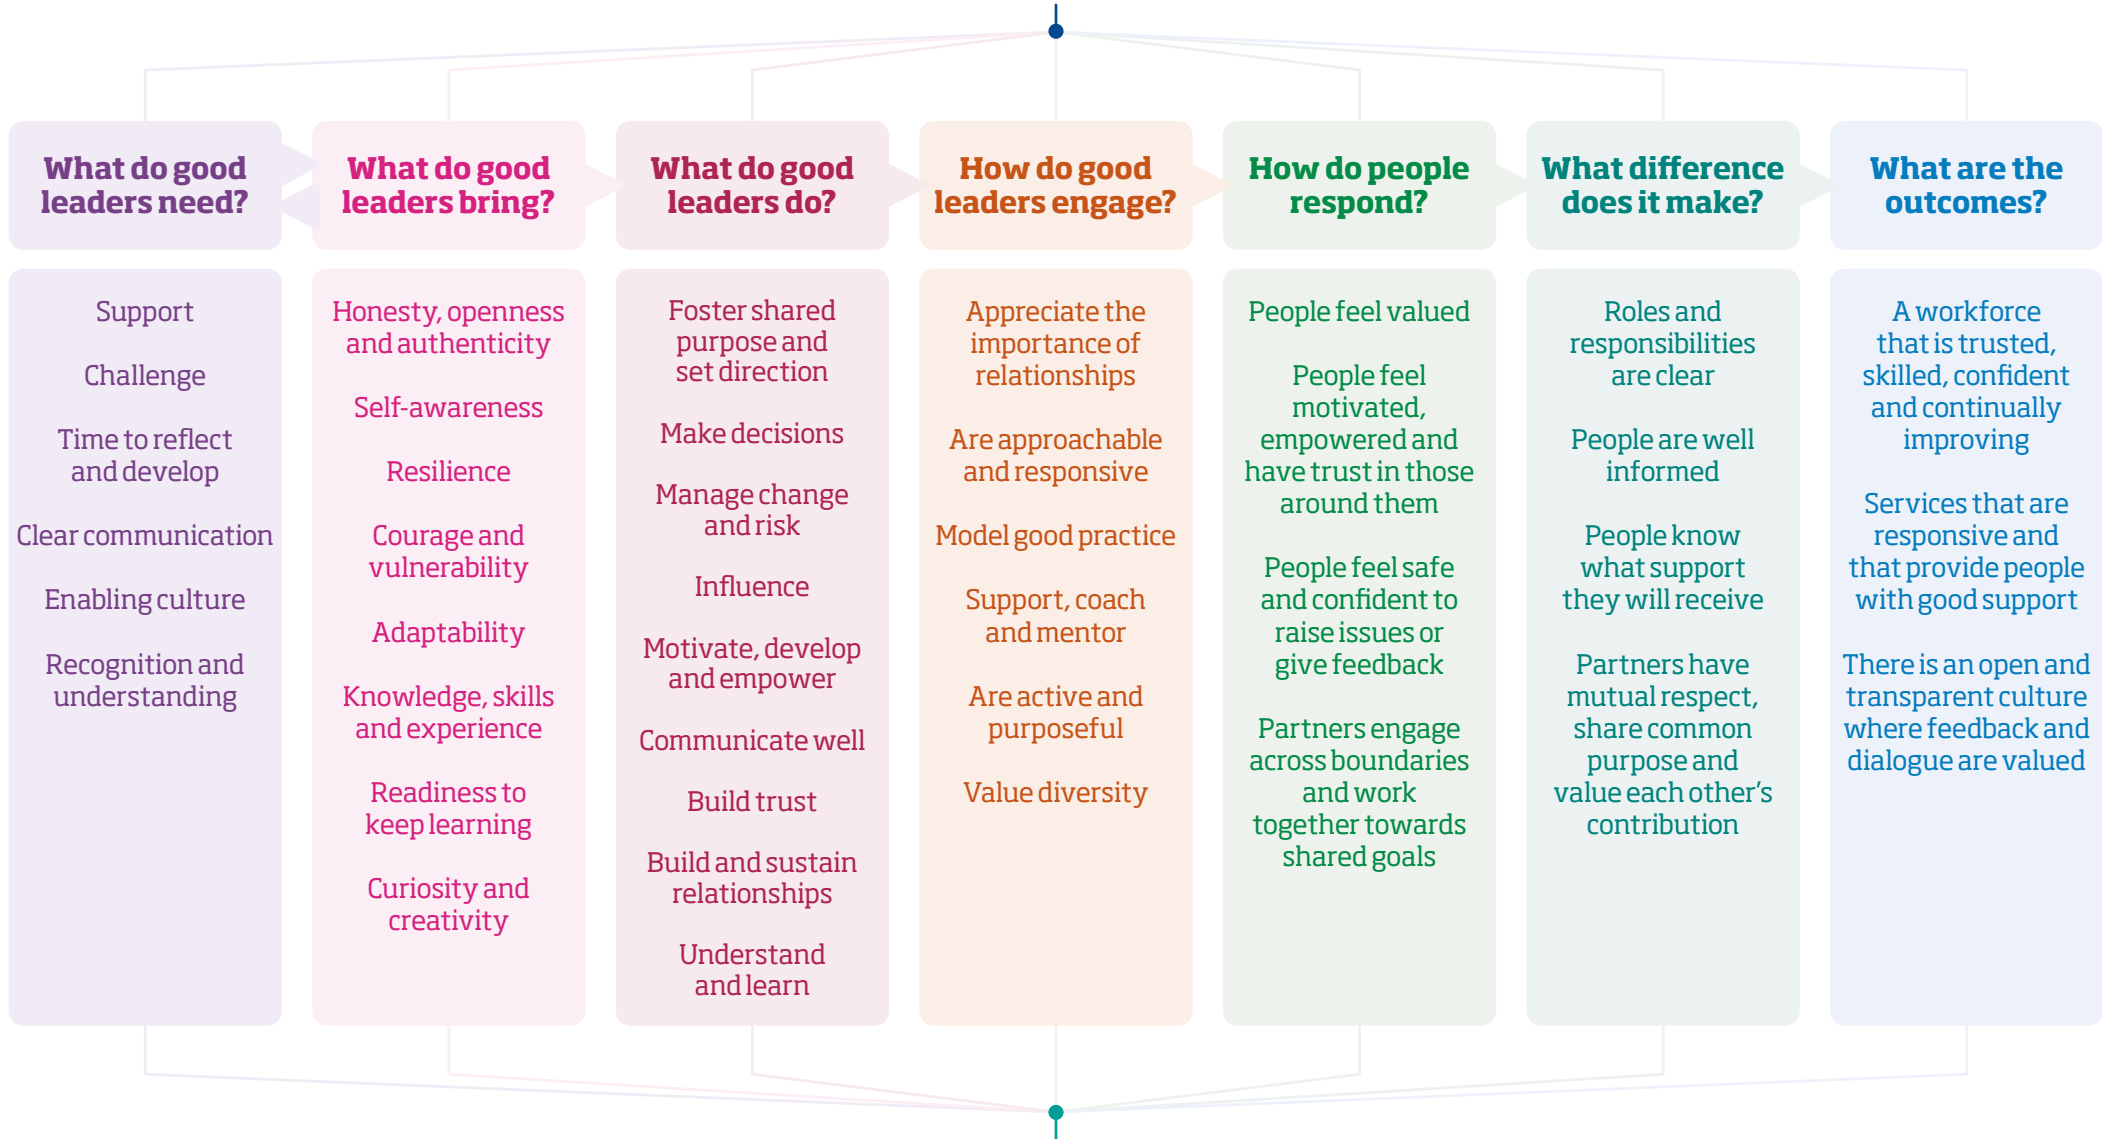 What do good
leaders need?
Support
Challenge
Time to reflect
and develop
Clear communication
Enabling culture
Recognition and
understanding
What do good
leaders bring?
Honesty, openness
and authenticity
Self-awareness
Resilience
Courage and
vulnerability
Adaptability
Knowledge, skills
and experience
Readiness to
keep learning
Curiosity and
creativity
What do good
leaders do?
Foster shared
purpose and
set direction
Make decisions
Manage change
and risk
Influence
Motivate, develop
and empower
Communicate well
Build trust
Build and sustain
relationships
Understand
and learn
How do good
leaders engage?
Appreciate the
importance of
relationships
Are approachable
and responsive
Model good practice
Support, coach
and mentor
Are active and
purposeful
Value diversity
How do people
respond?
People feel valued
People feel
motivated,
empowered and
have trust in those
around them
People feel safe
and confident to
raise issues or
give feedback
Partners engage
across boundaries
and work
together towards
shared goals
What difference
does it make?
Roles and
responsibilities
are clear
People are well
informed
People know
what support
they will receive
Partners have
mutual respect,
share common
purpose and
value each other’s
contribution
What are the
outcomes?
A workforce
that is trusted,
skilled, confident
and continually
improving
Services that are
responsive and
that provide people
with good support
There is an open and
transparent culture
where feedback and
dialogue are valued